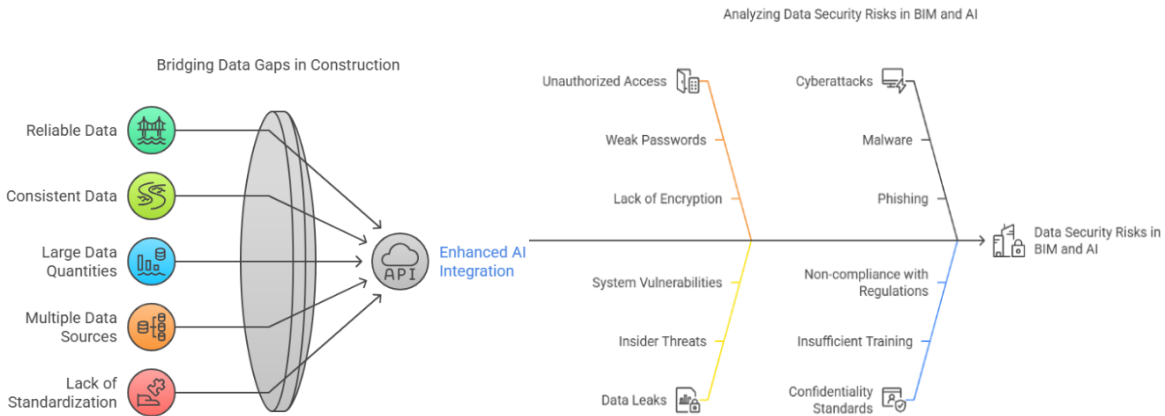 Bridging Data Gaps in Construction
Reliable Data
Consistent Data
Large Data
Quantities
Multiple Data
Sources
Lack of
Standardization
API
Enhanced AI
Integration
Analyzing Data Security Risks in BIM and AI
Unauthorized Access
Weak Passwords
Lack of Encryption
Cyberattacks
Malware
Phishing
System Vulnerabilities
Insider Threats
Data Leaks
Non-compliance with
Regulations
Insufficient Training
Confidentiality
Standards
Data Security Risks in
BIM and AI